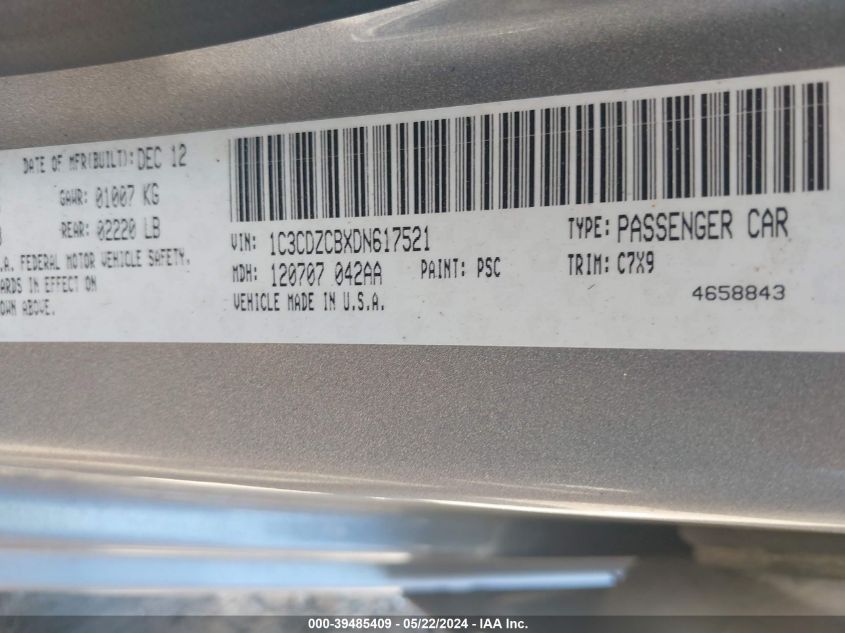 DATE OF MFR(BUILT): DEC 12
GAWR: 01007 KG
REAR: 02220 LB
.A. FEDERAL MOTOR VEHICLE SAFETY.
ARDS IN EFFECT ON
OWN ABOVE.
VIN: 1C3CDZCBXDN617521
TYPE: PASSENGER CAR
MDH: 120707 042AA
PAINT: PSC
TRIM: C7X9
VEHICLE MADE IN U.S.A.
4658843
000-39485409 - 05/22/2024 - IAA Inc.